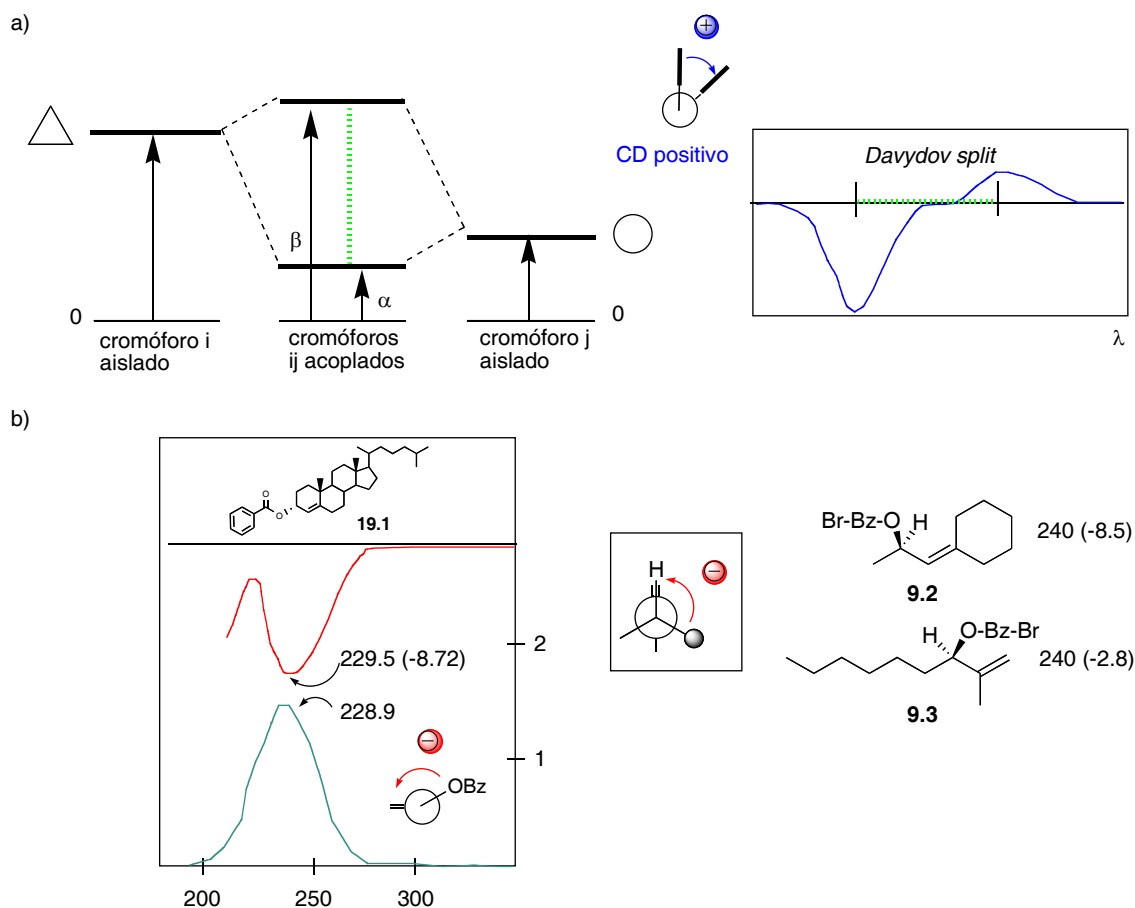 a)
+
CD positivo
Davydov split
λ
β
α
0
0
cromóforo i
aislado
cromóforos
ij acoplados
cromóforo j
aislado
b)
O
O
19.1
2
229.5 (-8.72)
228.9
1
−
OBz
200
250
300
H
−
Br-Bz-O
H
240 (-8.5)
9.2
H
O-Bz-Br
240 (-2.8)
9.3